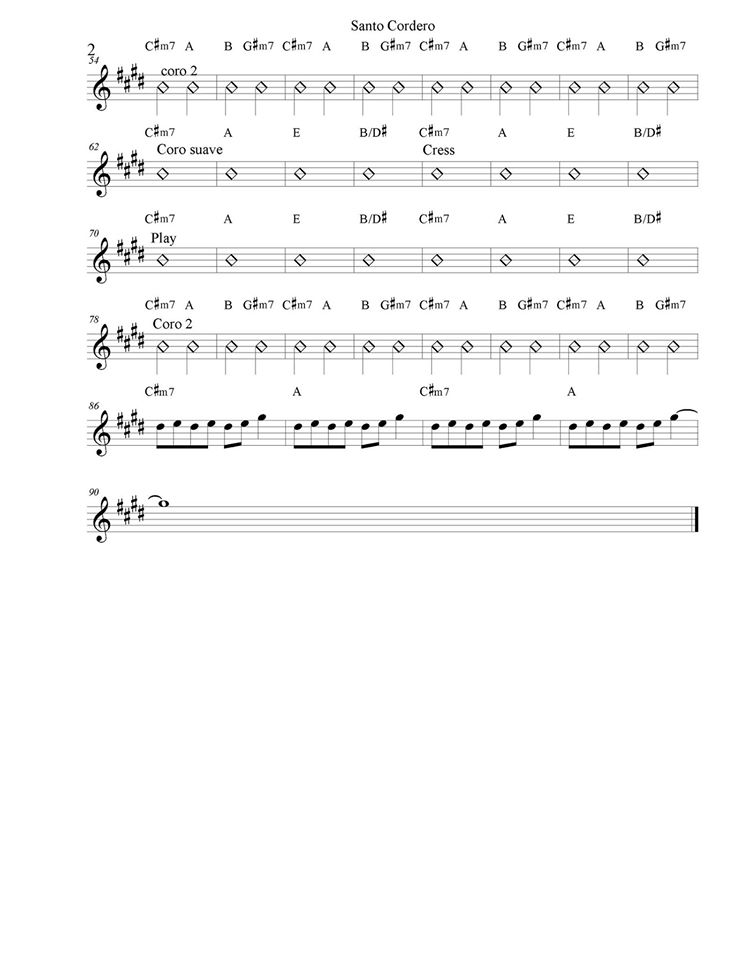 Santo Cordero
2
C#m7 A B G#m7 C#m7 A B G#m7 C#m7 A B G#m7 C#m7 A B G#m7
54
coro 2
C#m7 A E B/D# C#m7 A E B/D#
62
Coro suave Cress
C#m7 A E B/D# C#m7 A E B/D#
70
Play
C#m7 A B G#m7 C#m7 A B G#m7 C#m7 A B G#m7 C#m7 A B G#m7
78
Coro 2
C#m7 A C#m7 A
86
90